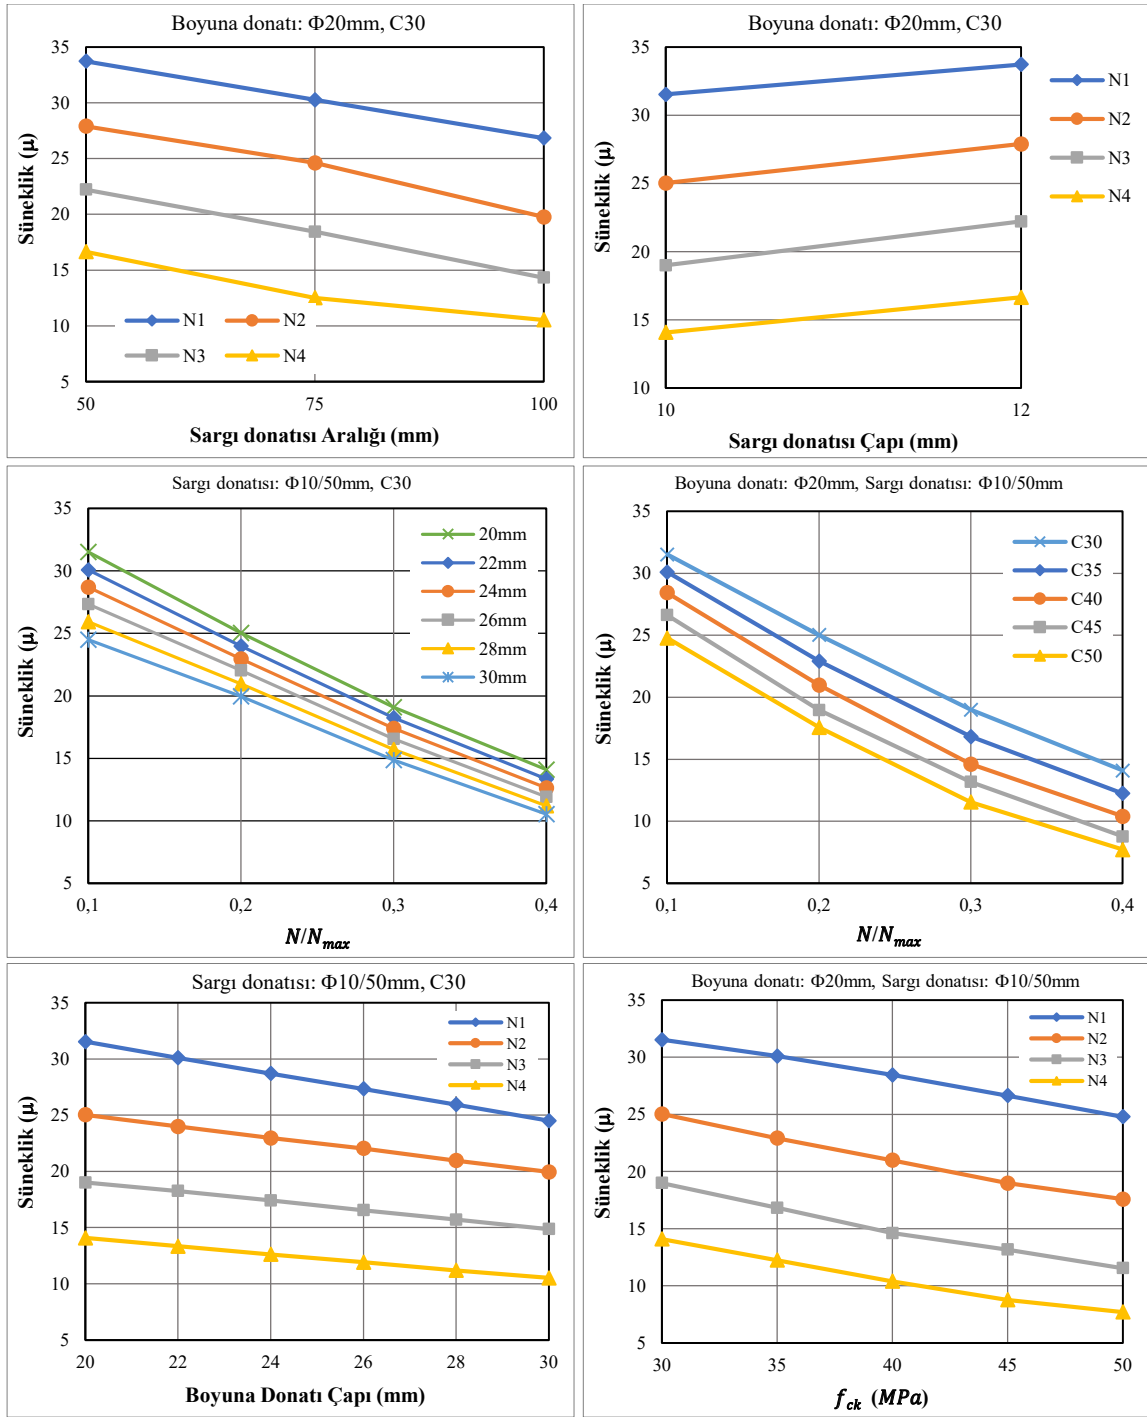 Boyuna donatı: Φ20mm, C30
Süneklik (μ)
35
30
25
20
15
10
5
N1 N2
N3 N4
50 75 100
Sargı donatısı Aralığı (mm)
Boyuna donatı: Φ20mm, C30
Süneklik (μ)
35
30
25
20
15
10
N1
N2
N3
N4
10 12
Sargı donatısı Çapı (mm)
Sargı donatısı: Φ10/50mm, C30
Süneklik (μ)
35
30
25
20
15
10
5
20mm
22mm
24mm
26mm
28mm
30mm
0,1 0,2 0,3 0,4
N/Nmax
Boyuna donatı: Φ20mm, Sargı donatısı: Φ10/50mm
Süneklik (μ)
35
30
25
20
15
10
5
C30
C35
C40
C45
C50
0,1 0,2 0,3 0,4
N/Nmax
Sargı donatısı: Φ10/50mm, C30
Süneklik (μ)
35
30
25
20
15
10
5
N1
N2
N3
N4
20 22 24 26 28 30
Boyuna Donatı Çapı (mm)
Boyuna donatı: Φ20mm, Sargı donatısı: Φ10/50mm
Süneklik (μ)
35
30
25
20
15
10
5
N1
N2
N3
N4
30 35 40 45 50
fck (MPa)